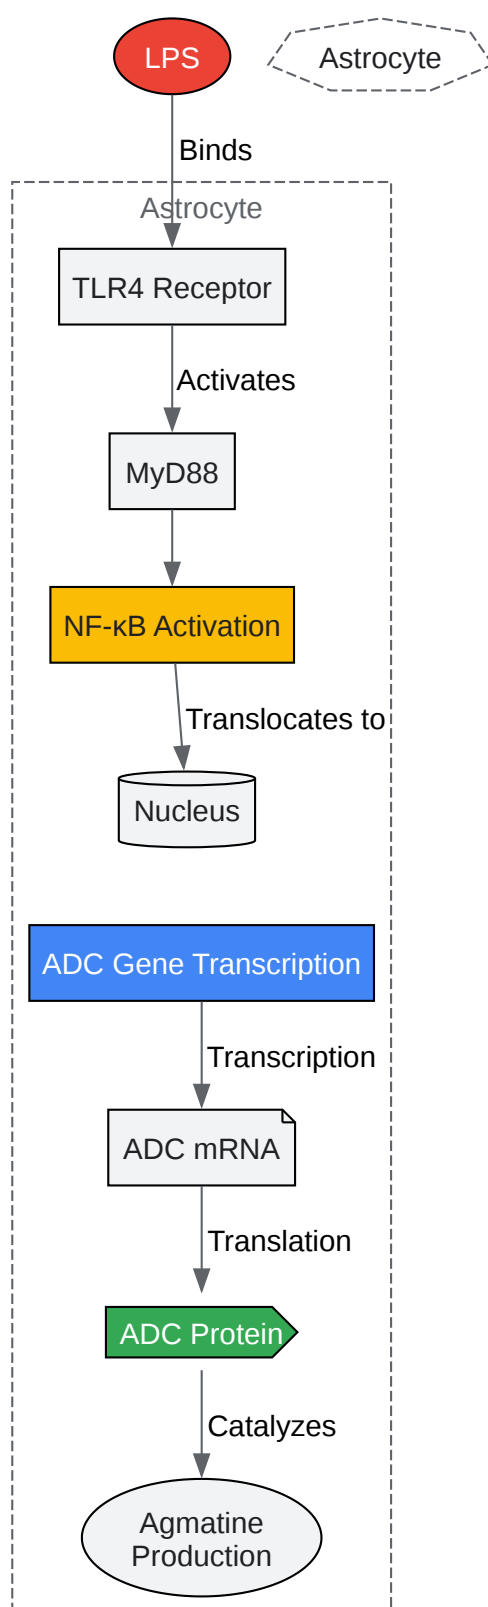 LPS
Astrocyte
Binds
Astrocyte
TLR4 Receptor
Activates
MyD88
NF-κB Activation
Translocates to
Nucleus
ADC Gene Transcription
Transcription
ADC mRNA
Translation
ADC Protein
Catalyzes
Agmatine
Production